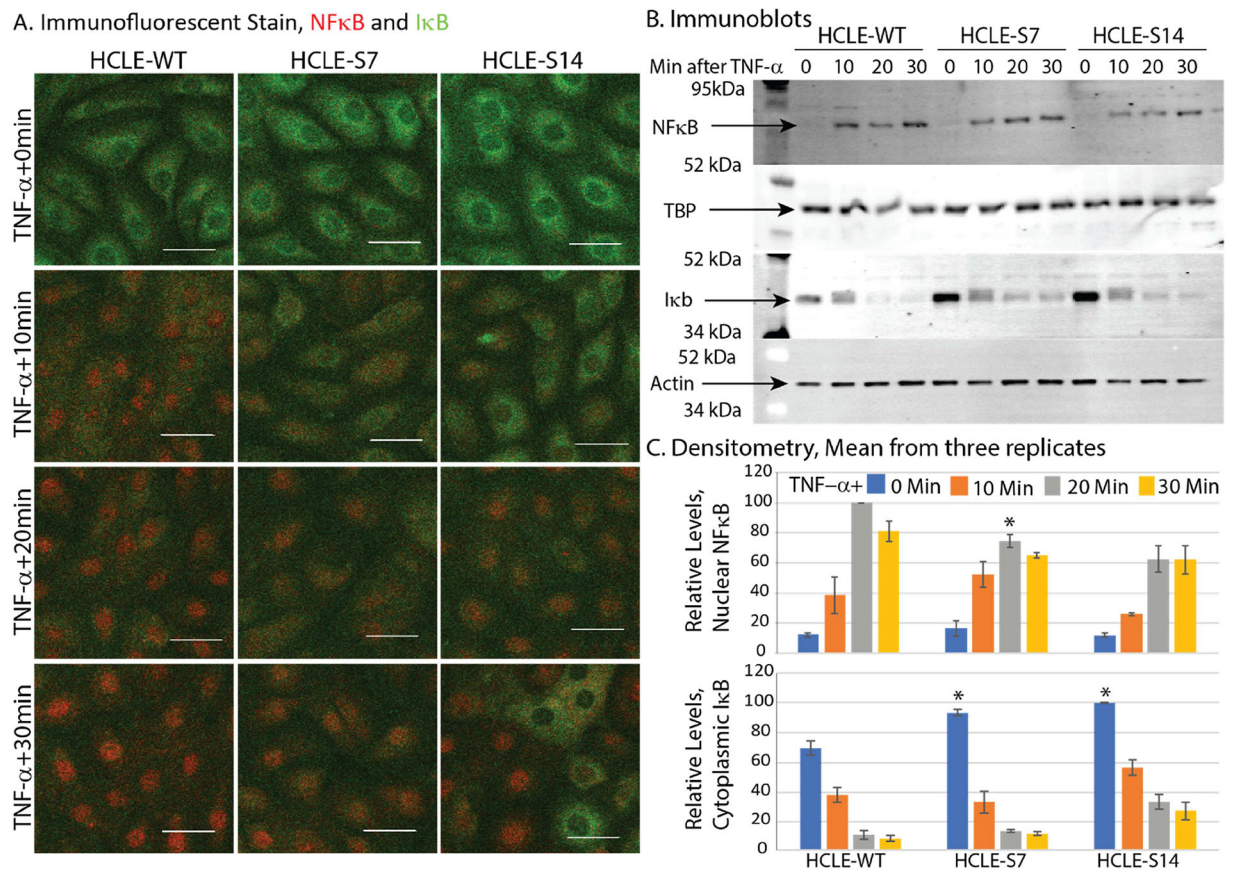 A. Immunofluorescent Stain, NFκB and IκB
HCLE-WT HCLE-S7 HCLE-S14
TNF-α+0min
TNF-α+10min
TNF-α+20min
TNF-α+30min
B. Immunoblots
HCLE-WT HCLE-S7 HCLE-S14
Min after TNF-α 0 10 20 30 0 10 20 30 0 10 20 30
95kDa
NFκB
52 kDa
TBP
52 kDa
Iκb
34 kDa
52 kDa
Actin
34 kDa
C. Densitometry, Mean from three replicates
Relative Levels,
Nuclear NFκB
120
100
80
60
40
20
0
TNF–α+ 0 Min 10 Min 20 Min 30 Min
*
Relative Levels,
Cytoplasmic IκB
120
100
80
60
40
20
0
* *
HCLE-WT HCLE-S7 HCLE-S14